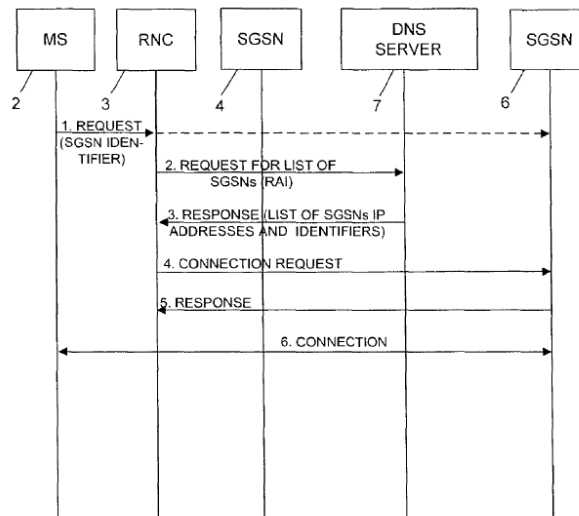 MS
RNC
SGSN
DNS
SERVER
SGSN
2
3
4
7
6
1. REQUEST
(SGSN IDEN-
TIFIER)
2. REQUEST FOR LIST OF
SGSNs (RAI)
3. RESPONSE (LIST OF SGSNs IP
ADDRESSES AND IDENTIFIERS)
4. CONNECTION REQUEST
5. RESPONSE
6. CONNECTION